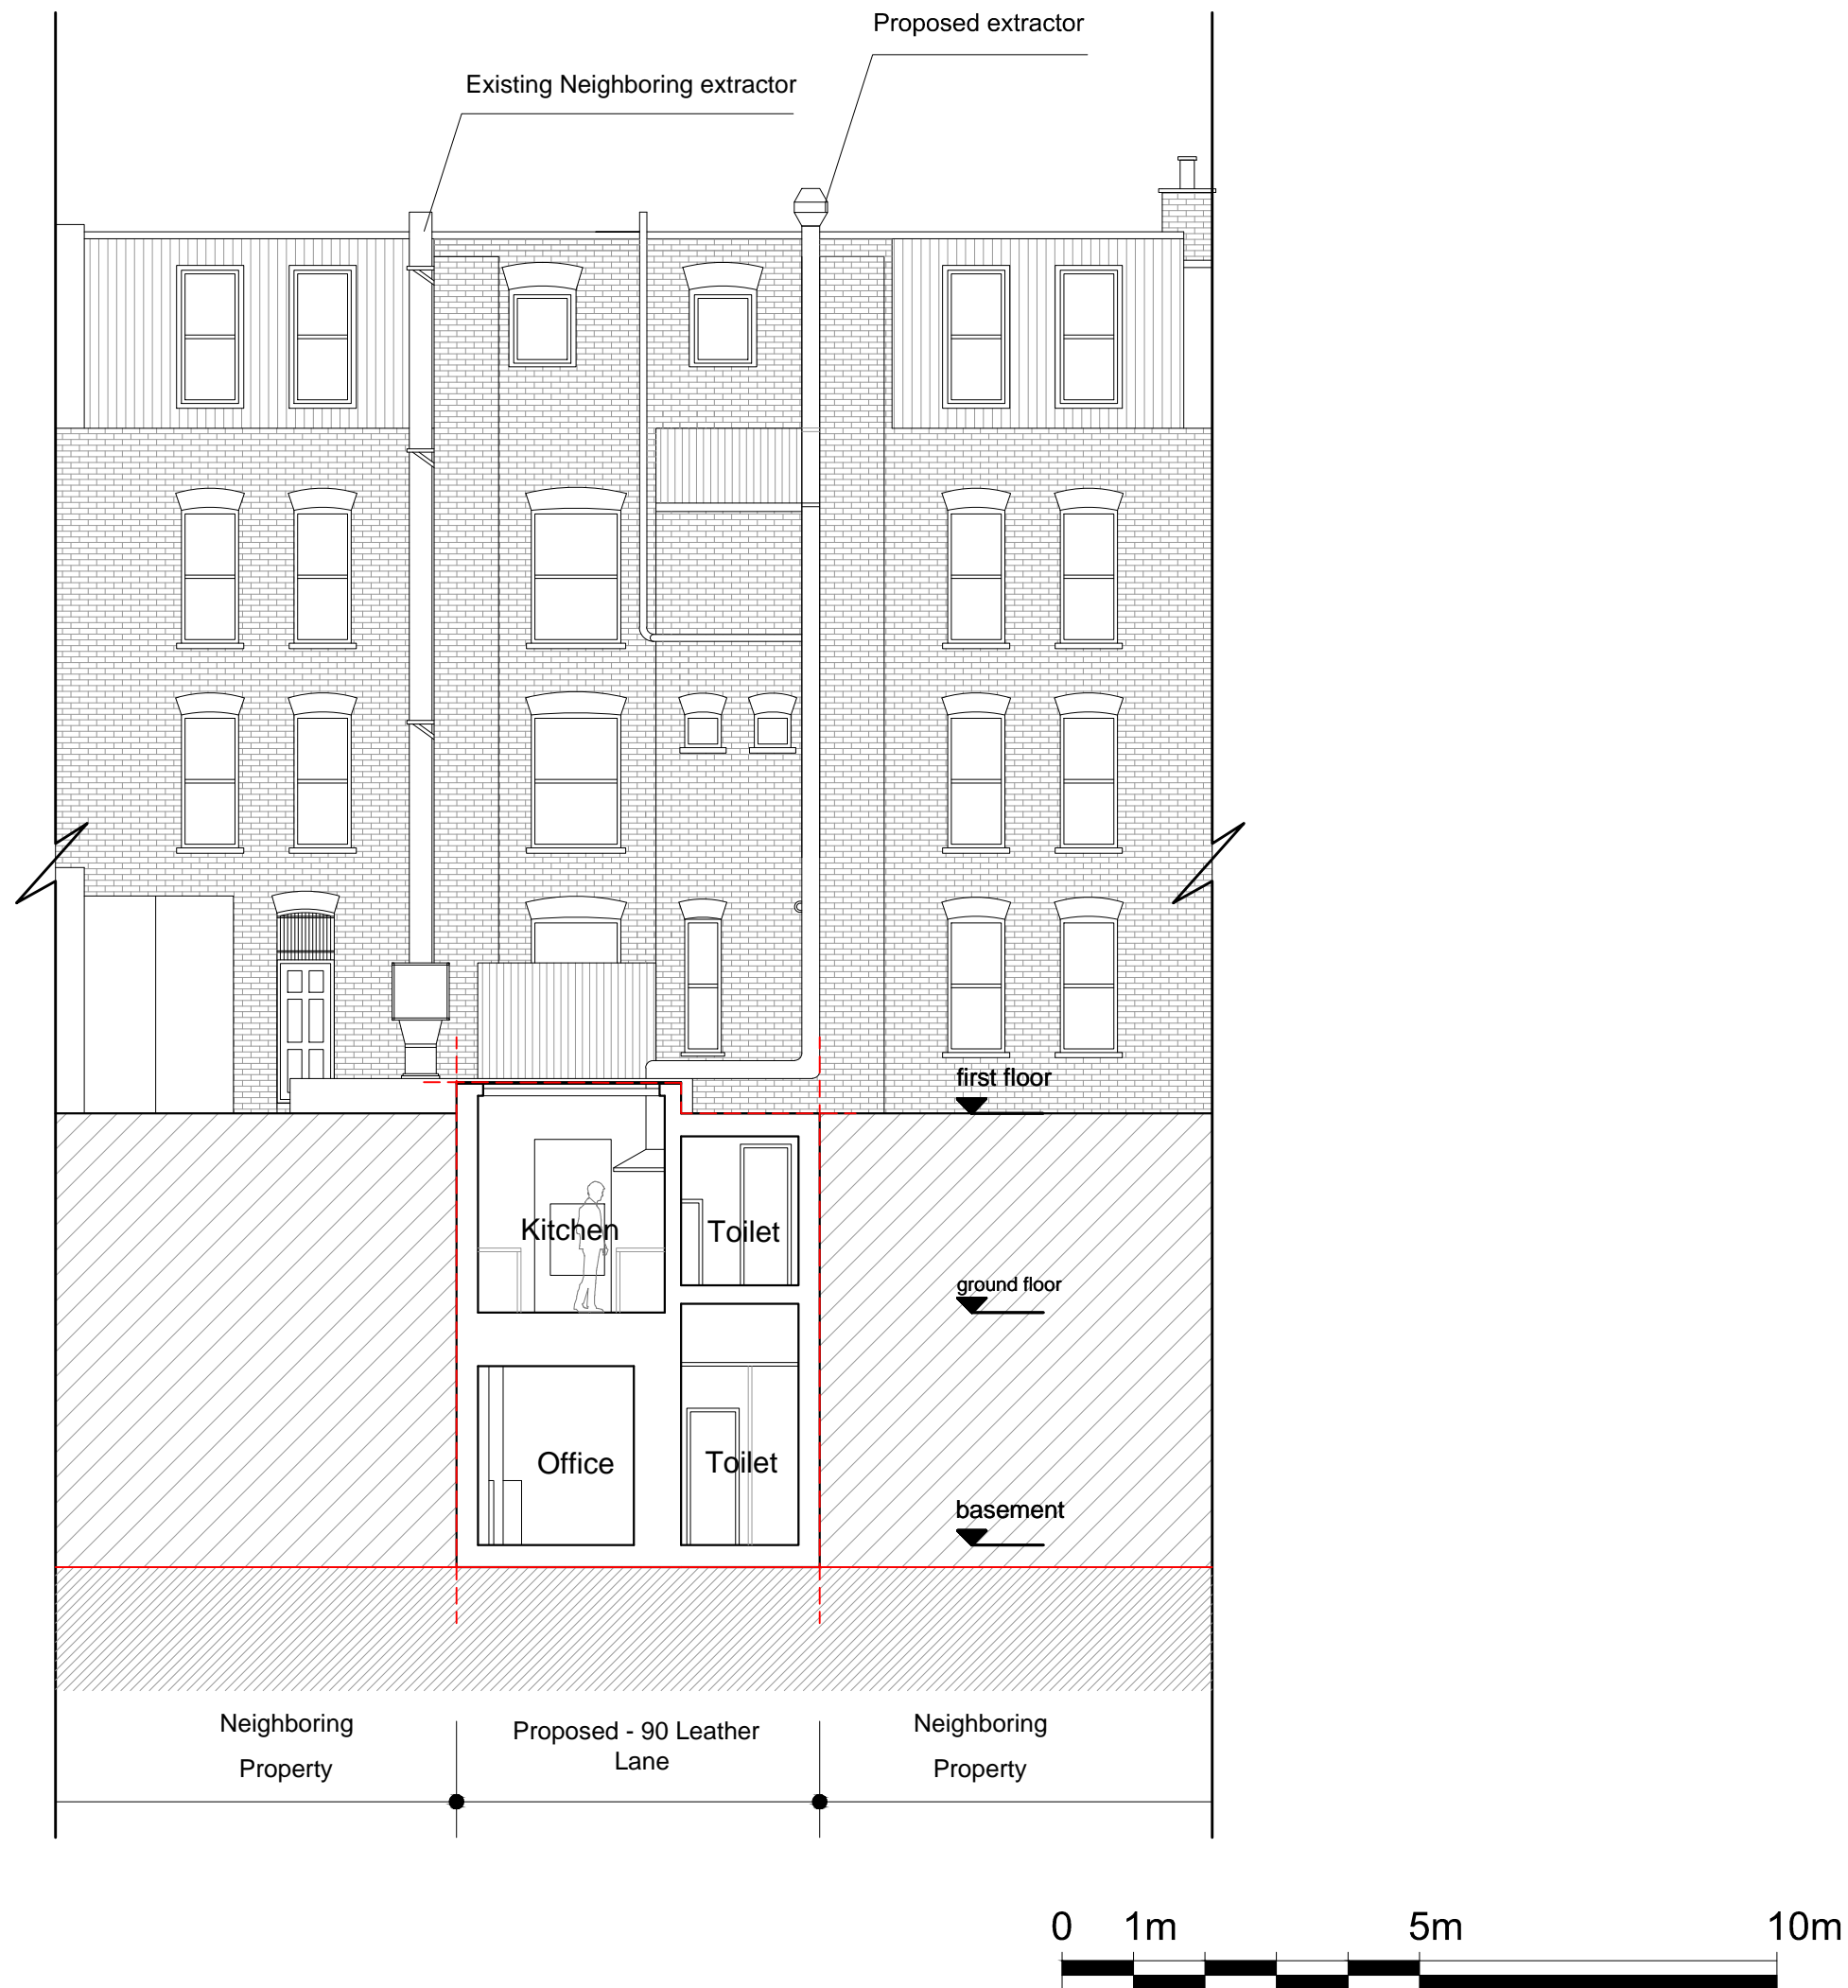 Proposed extractor
Existing Neighboring extractor
first floor
Kitchen
Toilet
ground floor
Office
Toilet
basement
Neighboring
Property
Proposed - 90 Leather
Lane
Neighboring
Property
0 1m 5m 10m